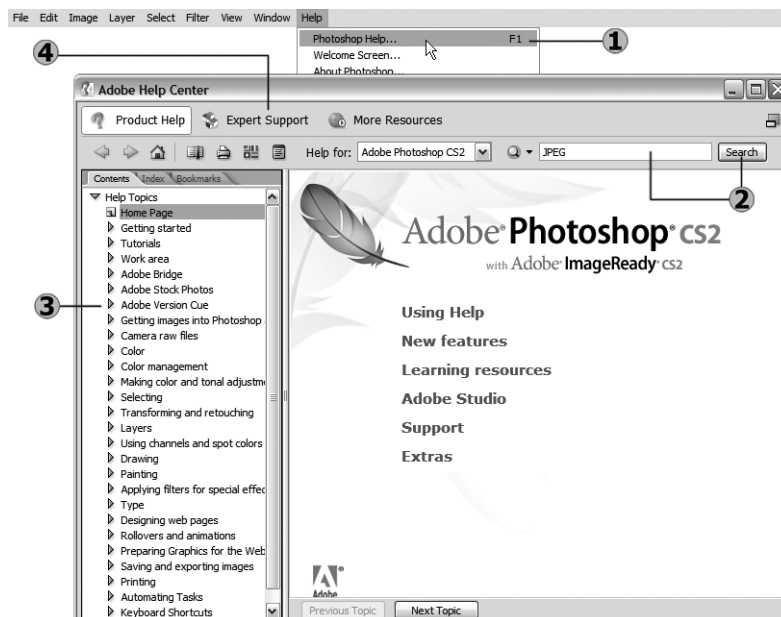 File Edit Image Layer Select Filter View Window Help
Photoshop Help... F1
1
Welcome Screen...
About Photoshop...
4
Adobe Help Center
Product Help Expert Support More Resources
Help for: Adobe Photoshop CS2 JPEG Search
2
Contents Index Bookmarks
Help Topics
Home Page
Getting started
Tutorials
Work area
Adobe Bridge
Adobe Stock Photos
3
Adobe Version Cue
Getting images into Photoshop
Camera raw files
Color
Color management
Making color and tonal adjustme
Selecting
Transforming and retouching
Layers
Using channels and spot colors
Drawing
Painting
Applying filters for special effec
Type
Designing web pages
Rollovers and animations
Preparing Graphics for the Web
Saving and exporting images
Printing
Automating Tasks
Keyboard Shortcuts
Adobe® Photoshop® CS2
with Adobe® ImageReady® CS2
Using Help
New features
Learning resources
Adobe Studio
Support
Extras
Adobe
Previous Topic Next Topic